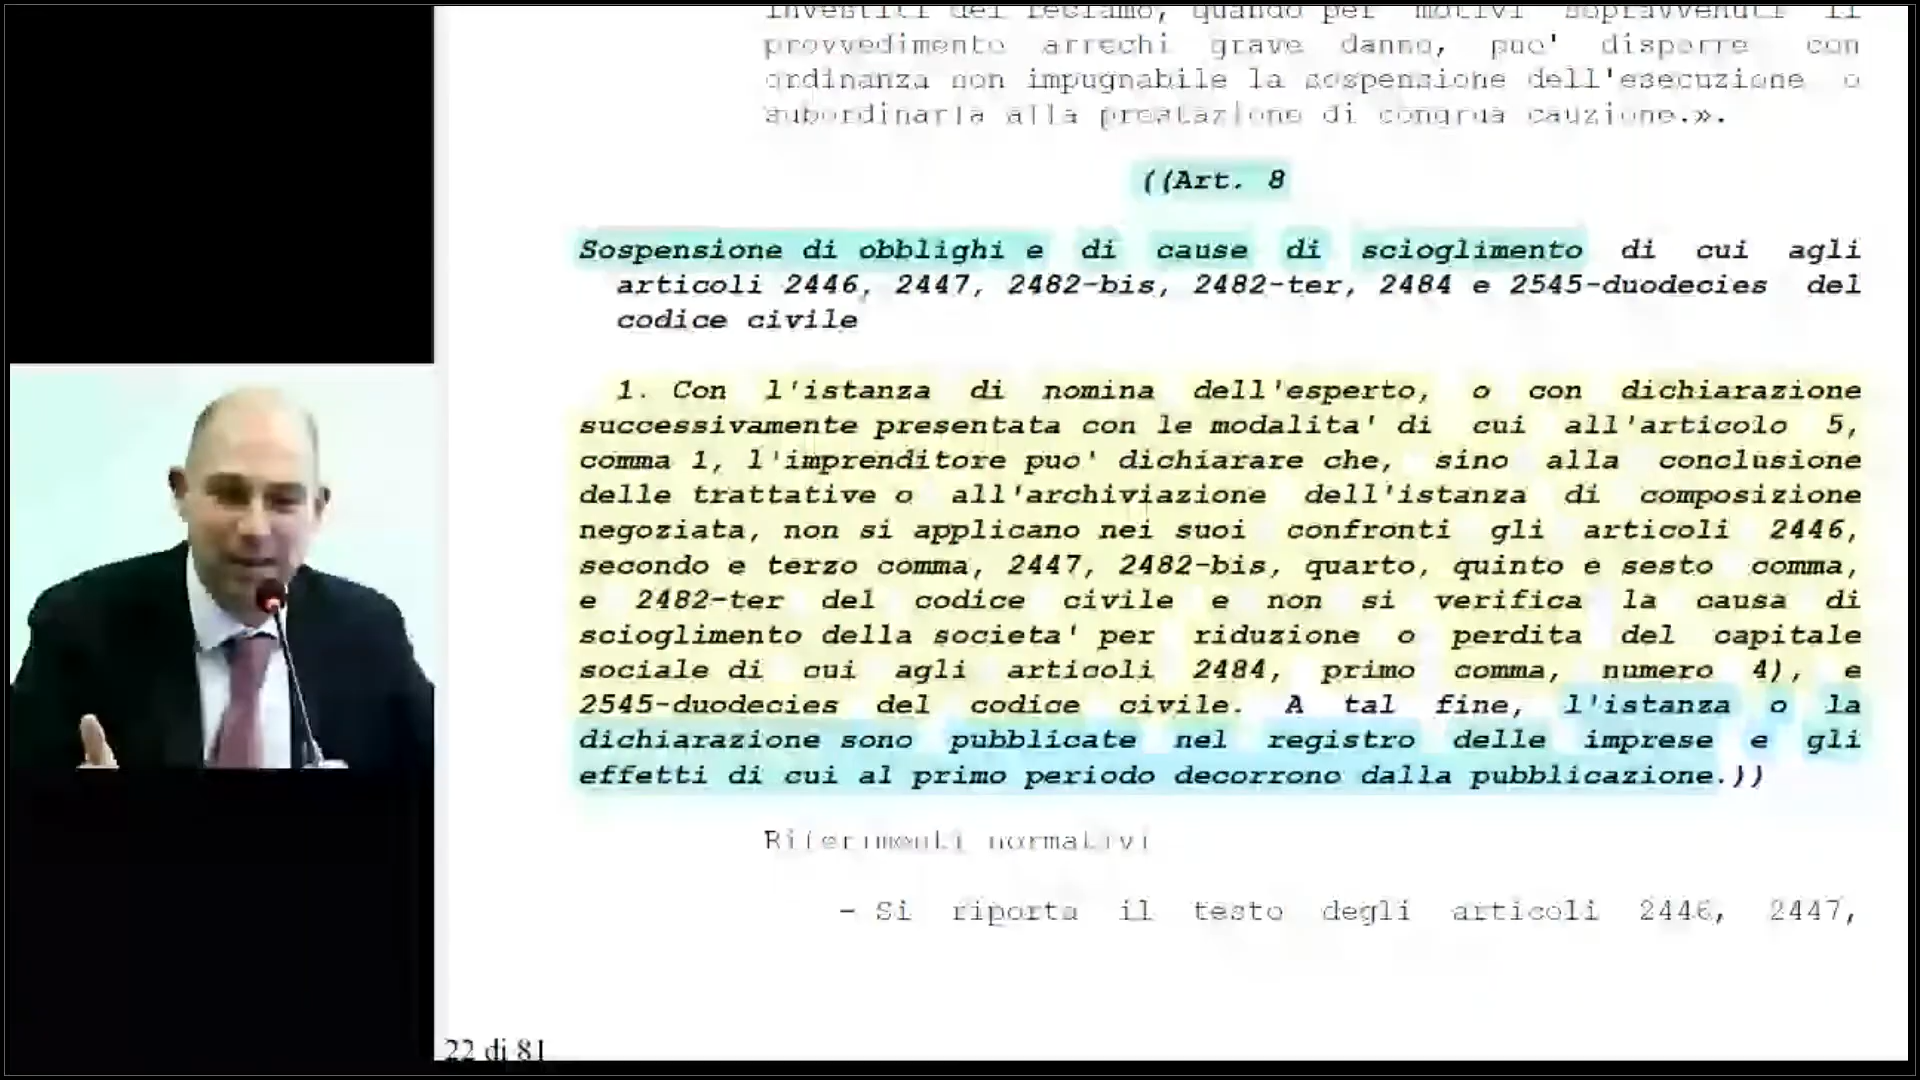 investiti del reclamo, quando per motivi sopravvenuti il
provvedimento arrechi grave danno, puo' disporre con
ordinanza non impugnabile la sospensione dell'esecuzione o
subordinarla alla prestazione di congrua cauzione.».
((Art. 8
Sospensione di obblighi e di cause di scioglimento di cui agli
articoli 2446, 2447, 2482-bis, 2482-ter, 2484 e 2545-duodecies del
codice civile
1. Con l'istanza di nomina dell'esperto, o con dichiarazione
successivamente presentata con le modalita' di cui all'articolo 5,
comma 1, l'imprenditore puo' dichiarare che, sino alla conclusione
delle trattative o all'archiviazione dell'istanza di composizione
negoziata, non si applicano nei suoi confronti gli articoli 2446,
secondo e terzo comma, 2447, 2482-bis, quarto, quinto e sesto comma,
e 2482-ter del codice civile e non si verifica la causa di
scioglimento della societa' per riduzione o perdita del capitale
sociale di cui agli articoli 2484, primo comma, numero 4), e
2545-duodecies del codice civile. A tal fine, l'istanza o la
dichiarazione sono pubblicate nel registro delle imprese e gli
effetti di cui al primo periodo decorrono dalla pubblicazione.))
Riferimenti normativi
- Si riporta il testo degli articoli 2446, 2447,
22 di 81